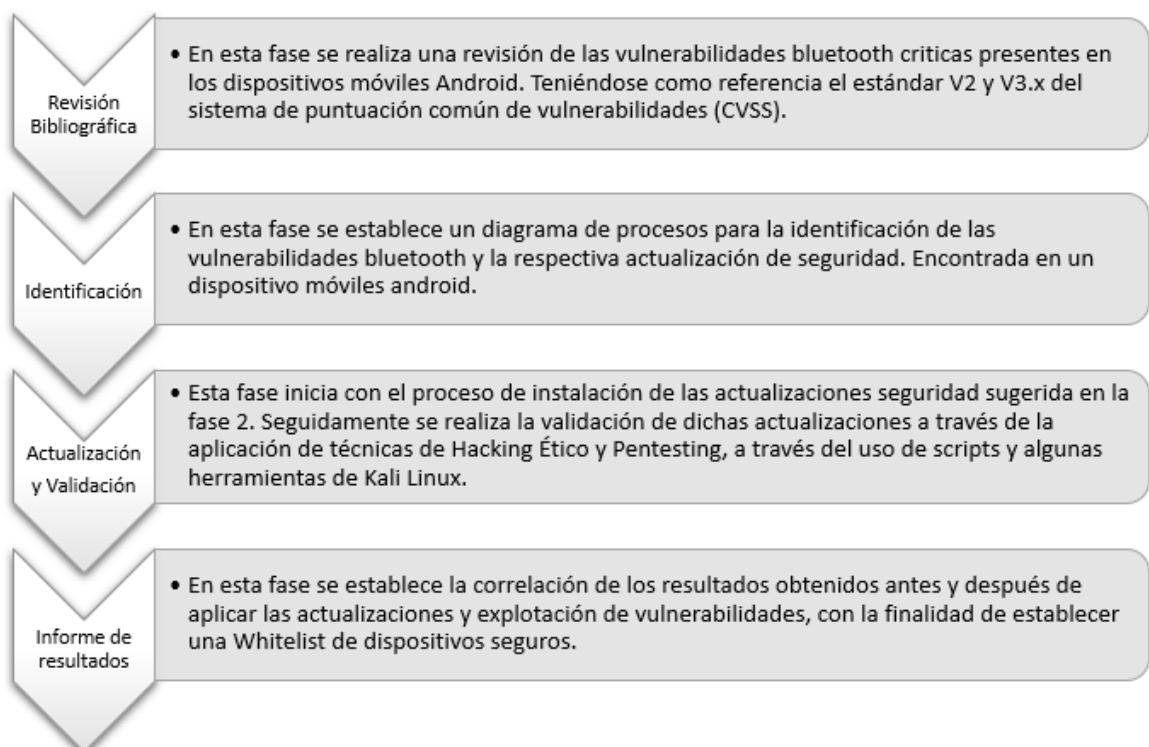 Revisión
Bibliográfica
• En esta fase se realiza una revisión de las vulnerabilidades bluetooth criticas presentes en
los dispositivos móviles Android. Teniéndose como referencia el estándar V2 y V3.x del
sistema de puntuación común de vulnerabilidades (CVSS).
Identificación
• En esta fase se establece un diagrama de procesos para la identificación de las
vulnerabilidades bluetooth y la respectiva actualización de seguridad. Encontrada en un
dispositivo móviles android.
Actualización
y Validación
• Esta fase inicia con el proceso de instalación de las actualizaciones seguridad sugerida en la
fase 2. Seguidamente se realiza la validación de dichas actualizaciones a través de la
aplicación de técnicas de Hacking Ético y Pentesting, a través del uso de scripts y algunas
herramientas de Kali Linux.
Informe de
resultados
• En esta fase se establece la correlación de los resultados obtenidos antes y después de
aplicar las actualizaciones y explotación de vulnerabilidades, con la finalidad de establecer
una Whitelist de dispositivos seguros.